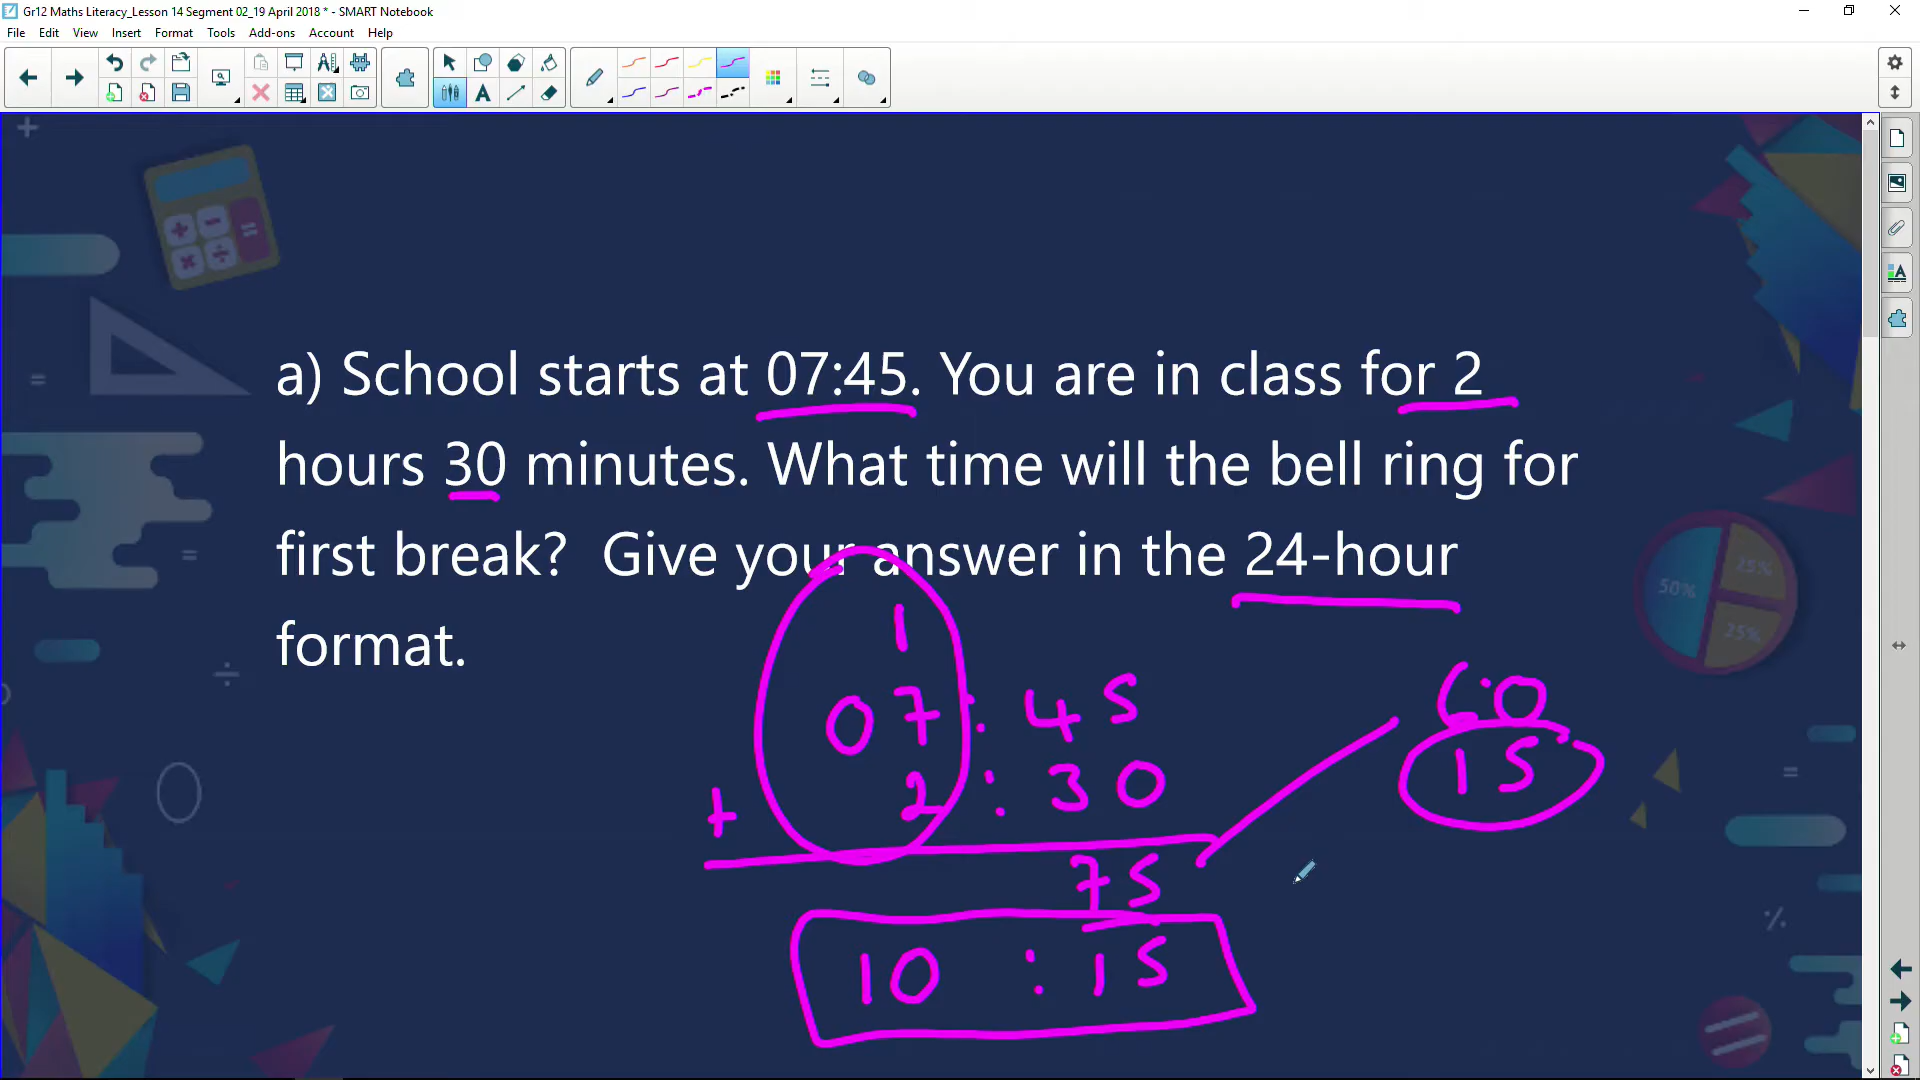 Gr12 Maths Literacy_Lesson 14 Segment 02_19 April 2018 * - SMART Notebook
File Edit View Insert Format Tools Add-ons Account Help
a) School starts at 07:45. You are in class for 2
hours 30 minutes. What time will the bell ring for
first break? Give your answer in the 24-hour
format.
50%
25%
25%
1
07:45
+ 2:30
75
10:15
60
15